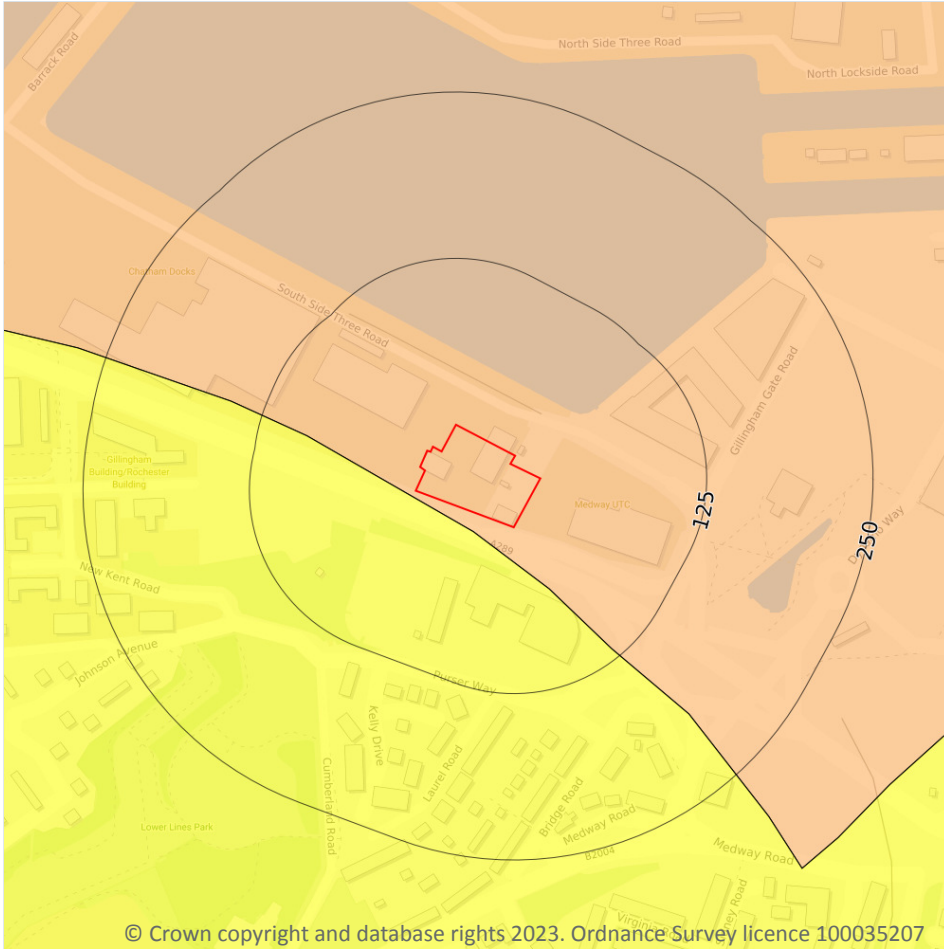 North Side Three Road
North Lockside Road
Barrack Road
Chatham Docks
South Side Three Road
Gillingham Gate Road
Gillingham
Building/Rochester
Building
Medway UTC
125
250
A289
New Kent Road
Johnson Avenue
Purser Way
Kelly Drive
Laurel Road
Cumberland Road
Bridge Road
Medway Road
B2004
Medway Road
Lower Lines Park
Way
Road
© Crown copyright and database rights 2023. Ordnance Survey licence 100035207